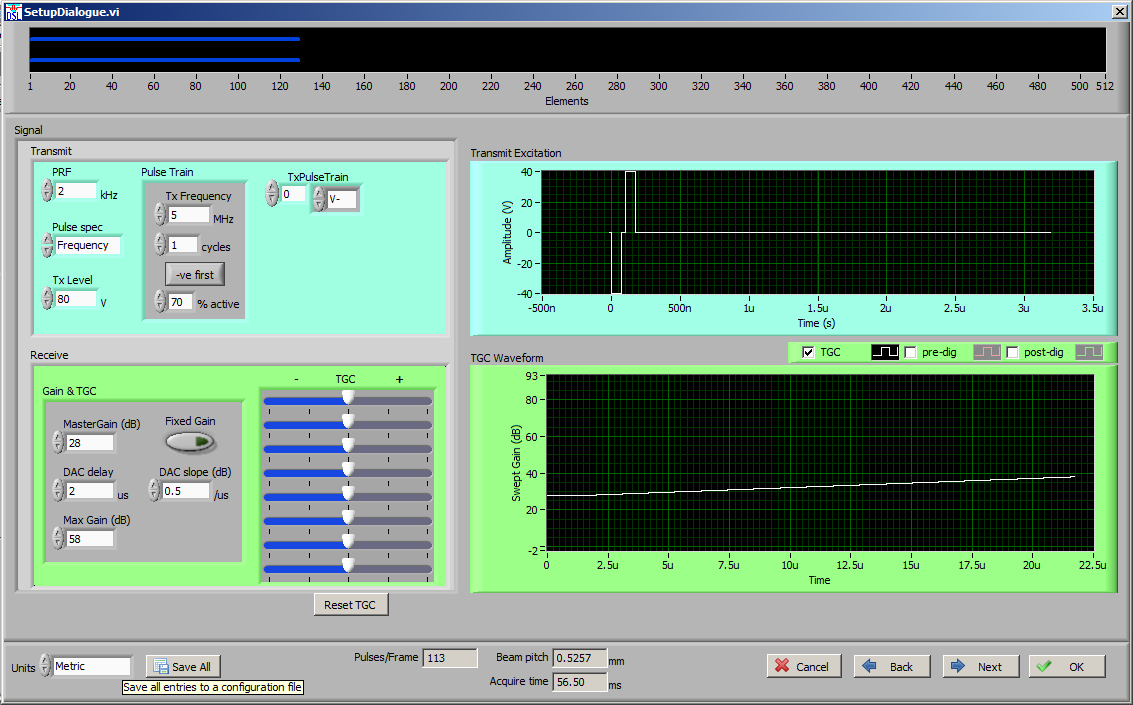 SetupDialogue.vi
1 20 40 60 80 100 120 140 160 180 200 220 240 260 280 300 320 340 360 380 400 420 440 460 480 500 512
Elements
Signal
Transmit
PRF
2 kHz
Pulse spec
Frequency
Tx Level
80 V
Pulse Train
Tx Frequency
5 MHz
1 cycles
-ve first
70 % active
TxPulseTrain
0 V-
Transmit Excitation
Amplitude (V)
40
20
0
-20
-40
-500n 0 500n 1u 1.5u 2u 2.5u 3u 3.5u
Time (s)
Receive
Gain & TGC
MasterGain (dB)
28
Fixed Gain
DAC delay
2 us
DAC slope (dB)
0.5 /us
Max Gain (dB)
58
- TGC +
Reset TGC
TGC Waveform
TGC pre-dig post-dig
Swept Gain (dB)
93
80
60
40
20
-2
0 2.5u 5u 7.5u 10u 12.5u 15u 17.5u 20u 22.5u
Time
Units Metric
Save All
Save all entries to a configuration file
Pulses/Frame 113
Beam pitch 0.5257 mm
Acquire time 56.50 ms
Cancel Back Next OK